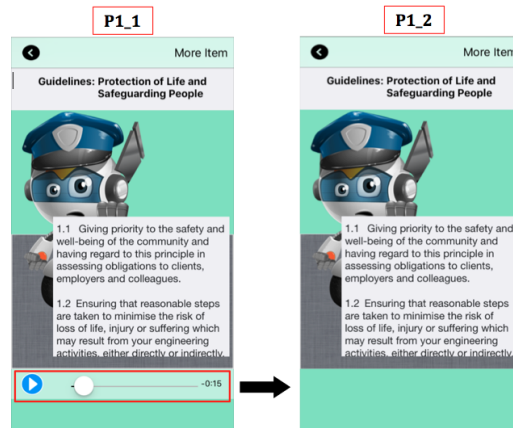 P1_1
More Item
Guidelines: Protection of Life and
Safeguarding People
1.1 Giving priority to the safety and
well-being of the community and
having regard to this principle in
assessing obligations to clients,
employers and colleagues.
1.2 Ensuring that reasonable steps
are taken to minimise the risk of
loss of life, injury or suffering which
may result from your engineering
activities, either directly or indirectly.
-0:15
P1_2
More Item
Guidelines: Protection of Life and
Safeguarding People
1.1 Giving priority to the safety and
well-being of the community and
having regard to this principle in
assessing obligations to clients,
employers and colleagues.
1.2 Ensuring that reasonable steps
are taken to minimise the risk of
loss of life, injury or suffering which
may result from your engineering
activities, either directly or indirectly.